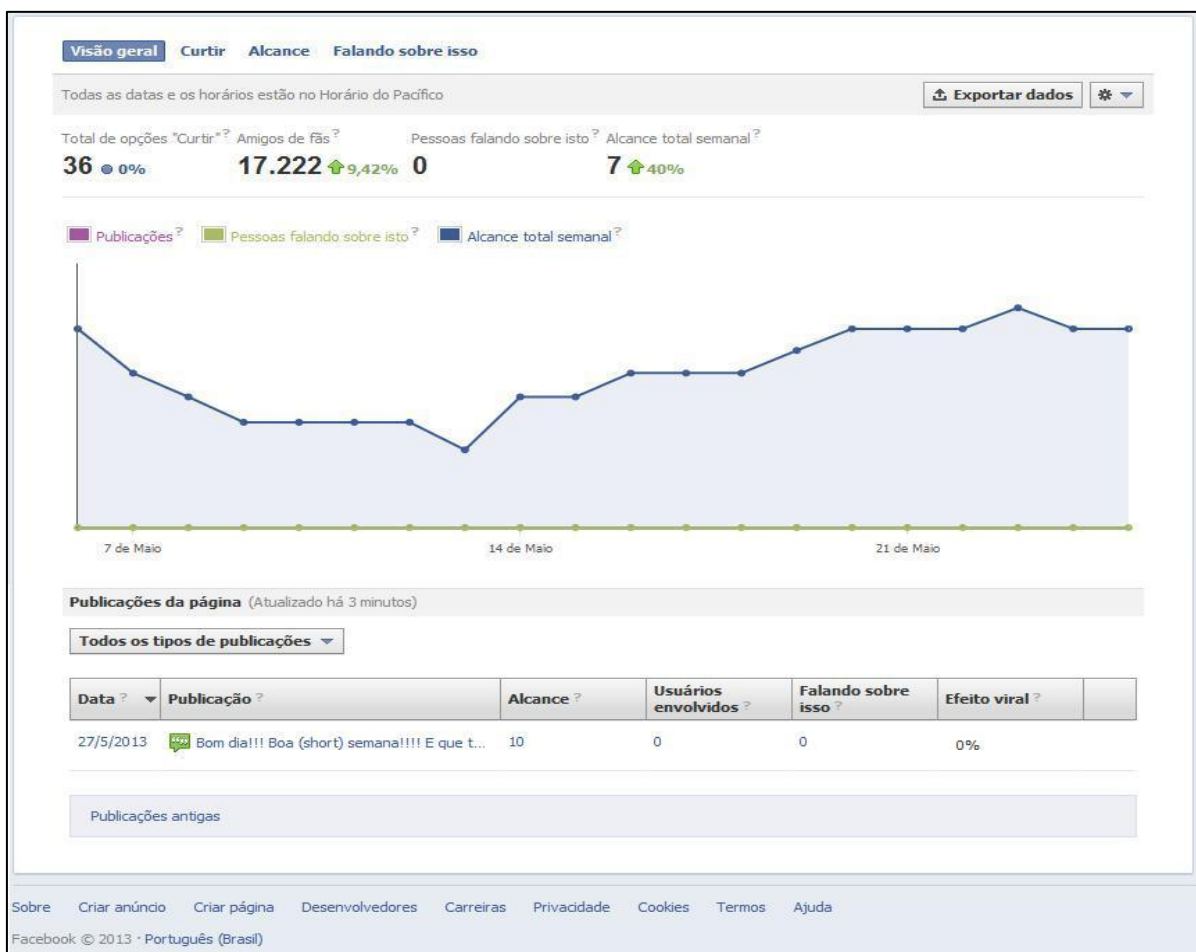 Visão geral Curtir Alcance Falando sobre isso
Todas as datas e os horários estão no Horário do Pacífico Exportar dados
Total de opções "Curtir" ? Amigos de fãs ? Pessoas falando sobre isto ? Alcance total semanal ?
36 0% 17.222 9,42% 0 7 40%
Publicações ? Pessoas falando sobre isto ? Alcance total semanal ?
7 de Maio 14 de Maio 21 de Maio
Publicações da página (Atualizado há 3 minutos)
Todos os tipos de publicações
Data ? Publicação ? Alcance ? Usuários envolvidos ? Falando sobre isso ? Efeito viral ?
27/5/2013 Bom dia!!! Boa (short) semana!!!! E que t... 10 0 0 0%
Publicações antigas
Sobre Criar anúncio Criar página Desenvolvedores Carreiras Privacidade Cookies Termos Ajuda
Facebook © 2013 · Português (Brasil)